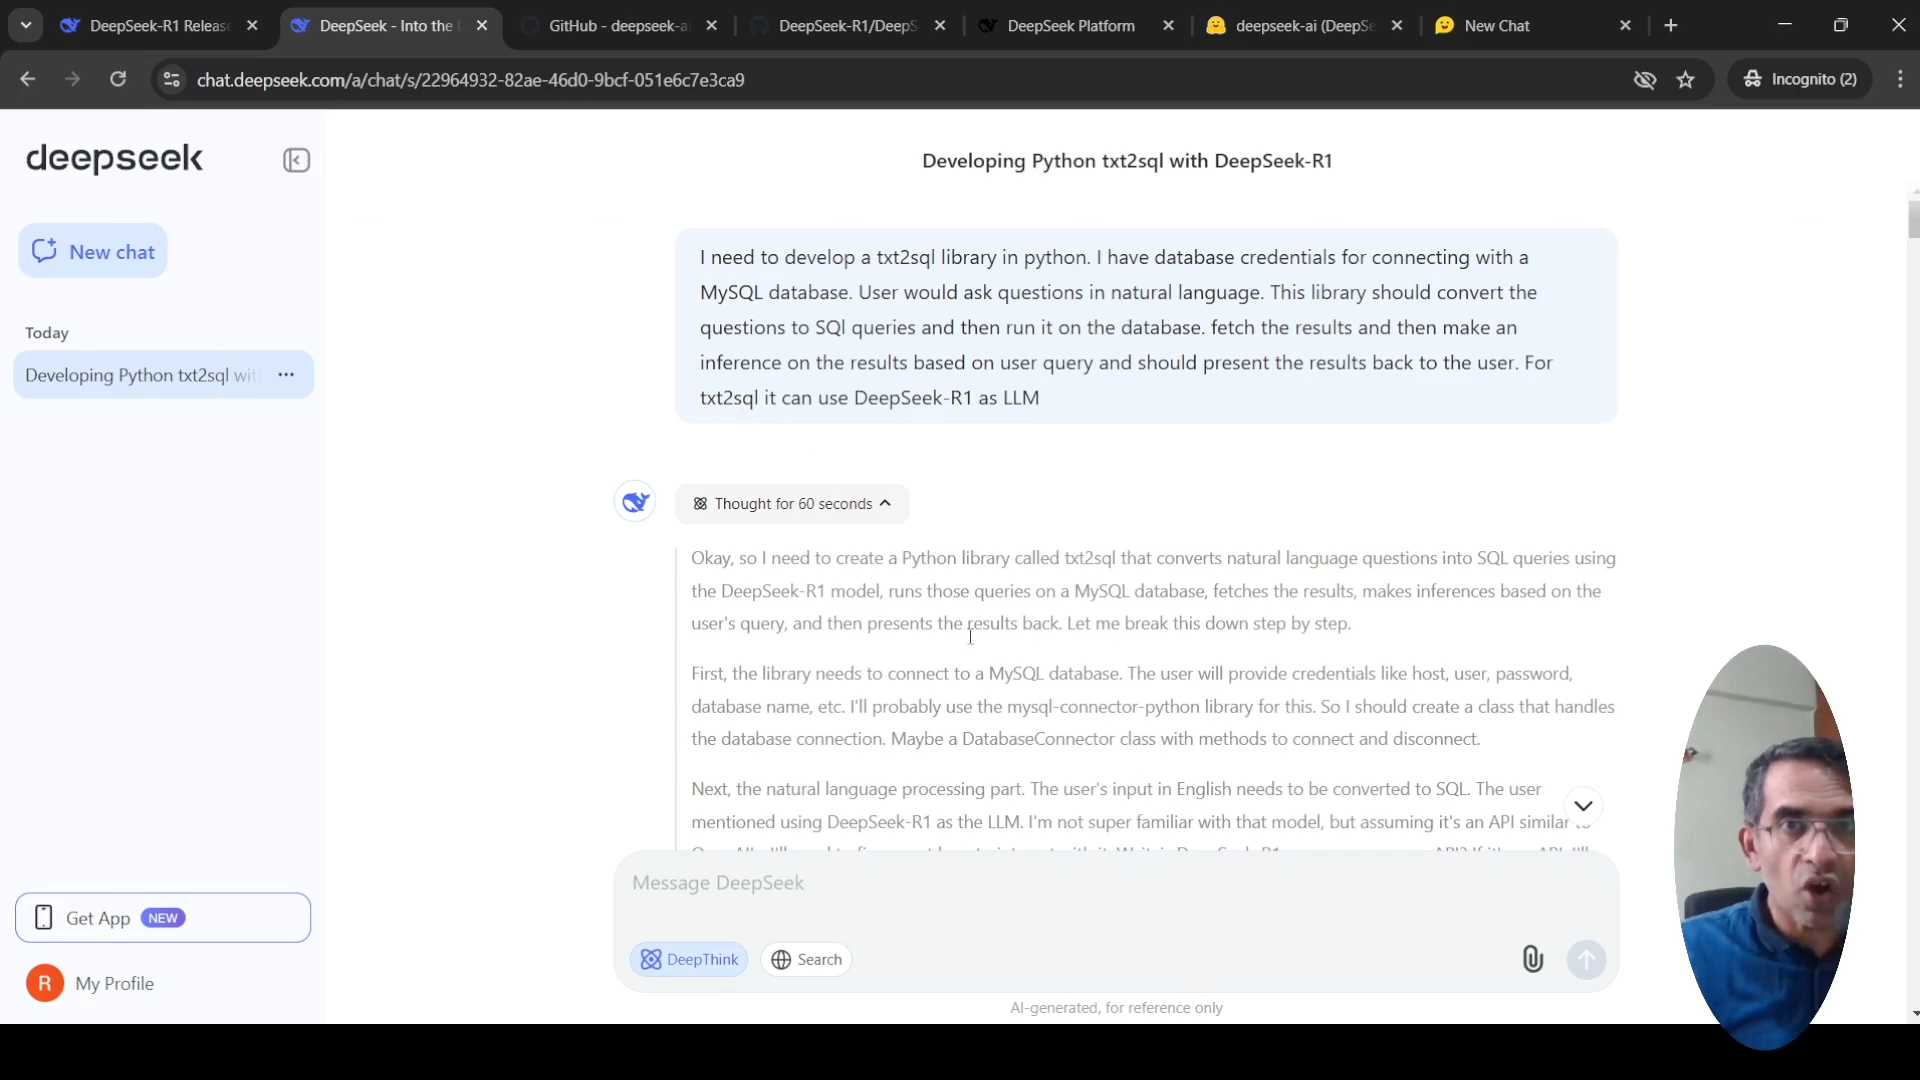 DeepSeek-R1 Releas
DeepSeek - Into the
GitHub - deepseek-a
DeepSeek-R1/DeepS
DeepSeek Platform
deepseek-ai (DeepSe
New Chat
chat.deepseek.com/a/chat/s/22964932-82ae-46d0-9bcf-051e6c7e3ca9
Incognito (2)
deepseek
New chat
Today
Developing Python txt2sql wit
Get App NEW
R My Profile
Developing Python txt2sql with DeepSeek-R1
I need to develop a txt2sql library in python. I have database credentials for connecting with a
MySQL database. User would ask questions in natural language. This library should convert the
questions to SQl queries and then run it on the database. fetch the results and then make an
inference on the results based on user query and should present the results back to the user. For
txt2sql it can use DeepSeek-R1 as LLM
Thought for 60 seconds
Okay, so I need to create a Python library called txt2sql that converts natural language questions into SQL queries using
the DeepSeek-R1 model, runs those queries on a MySQL database, fetches the results, makes inferences based on the
user's query, and then presents the results back. Let me break this down step by step.
First, the library needs to connect to a MySQL database. The user will provide credentials like host, user, password,
database name, etc. I'll probably use the mysql-connector-python library for this. So I should create a class that handles
the database connection. Maybe a DatabaseConnector class with methods to connect and disconnect.
Next, the natural language processing part. The user's input in English needs to be converted to SQL. The user
mentioned using DeepSeek-R1 as the LLM. I'm not super familiar with that model, but assuming it's an API similar to
Message DeepSeek
DeepThink
Search
AI-generated, for reference only